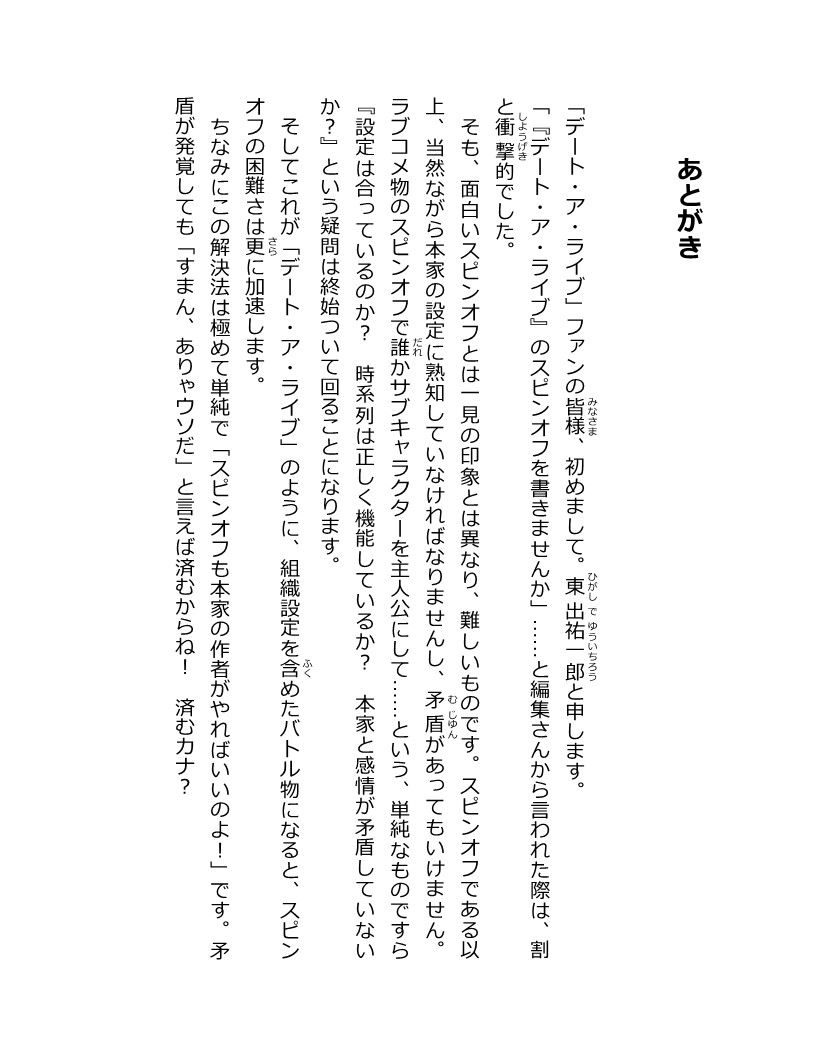 あとがき
「デート・ア・ライブ」ファンの皆様、初めまして。東出祐一郎と申します。
「『デート・ア・ライブ』のスピンオフを書きませんか」……と編集さんから言われた際は、割
と衝撃的でした。
　そも、面白いスピンオフとは一見の印象とは異なり、難しいものです。スピンオフである以
上、当然ながら本家の設定に熟知していなければなりませんし、矛盾があってもいけません。
ラブコメ物のスピンオフで誰かサブキャラクターを主人公にして……という、単純なものですら
『設定は合っているのか？　時系列は正しく機能しているか？　本家と感情が矛盾していない
か？』という疑問は終始ついて回ることになります。
　そしてこれが「デート・ア・ライブ」のように、組織設定を含めたバトル物になると、スピン
オフの困難さは更に加速します。
　ちなみにこの解決法は極めて単純で「スピンオフも本家の作者がやればいいのよ！」です。矛
盾が発覚しても「すまん、ありゃウソだ」と言えば済むからね！　済むカナ？